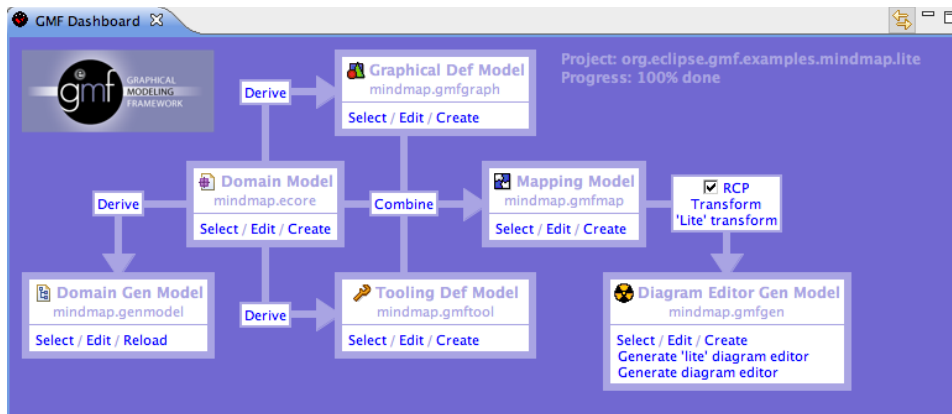 GMF Dashboard
gmf
GRAPHICAL
MODELING
FRAMEWORK
Project: org.eclipse.gmf.examples.mindmap.lite
Progress: 100% done
Derive
Graphical Def Model
mindmap.gmfgraph
Select / Edit / Create
Derive
Domain Model
mindmap.ecore
Select / Edit / Create
Combine
Mapping Model
mindmap.gmfmap
Select / Edit / Create
RCP
Transform
'Lite' transform
Domain Gen Model
mindmap.genmodel
Select / Edit / Reload
Derive
Tooling Def Model
mindmap.gmftool
Select / Edit / Create
Diagram Editor Gen Model
mindmap.gmfgen
Select / Edit / Create
Generate 'lite' diagram editor
Generate diagram editor